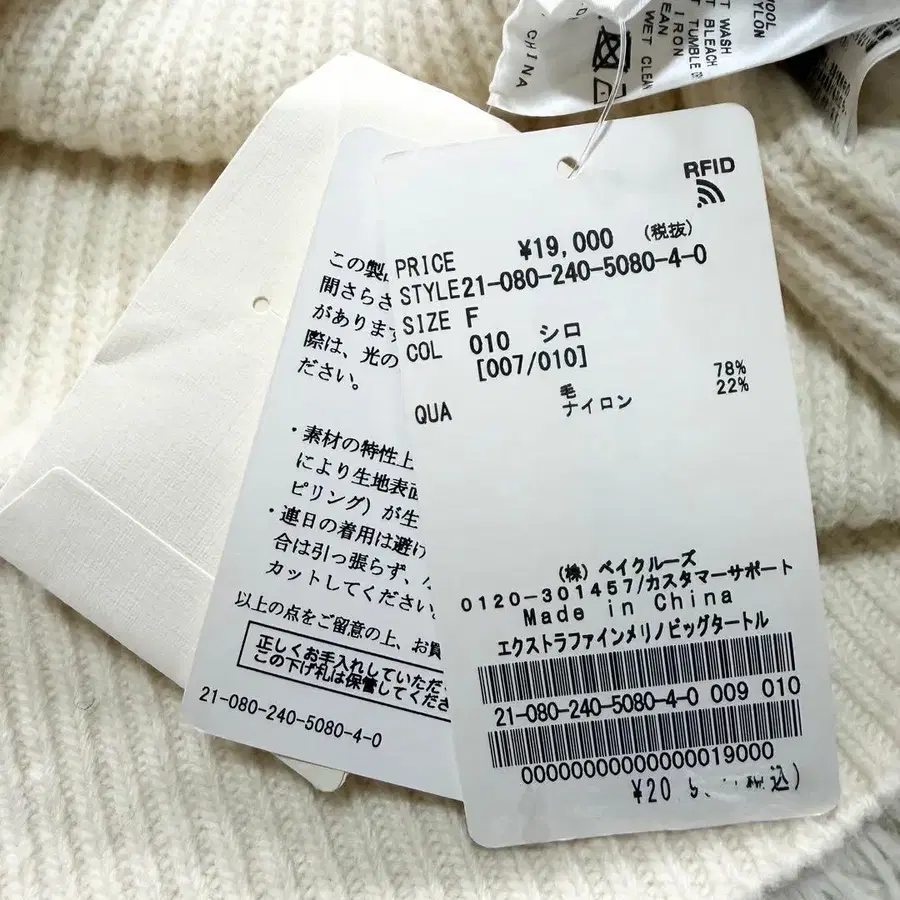 CHINA
WOOL
NYLON
WASH
BLEACH
IRON
TUMBLE
WET CLEAN
RFID
PRICE ¥19,000 (税抜)
STYLE21-080-240-5080-4-0
SIZE F
COL 010 シロ
[007/010]
QUA 毛 78%
ナイロン 22%
(株) ベイクルーズ
0120-301457/カスタマーサポート
Made in China
エクストラファインメリノビッグタートル
21-080-240-5080-4-0 009 010
00000000000000019000
¥20 込)
この製
間さらさ
がありま
際は、光の
ださい。
・素材の特性上
により生地表面
ピリング)が生
・連日の着用は避け
合は引っ張らず、
カットしてください。
以上の点をご留意の上、お買
正しくお手入れしていただ
この下げ札は保管してくださ
21-080-240-5080-4-0